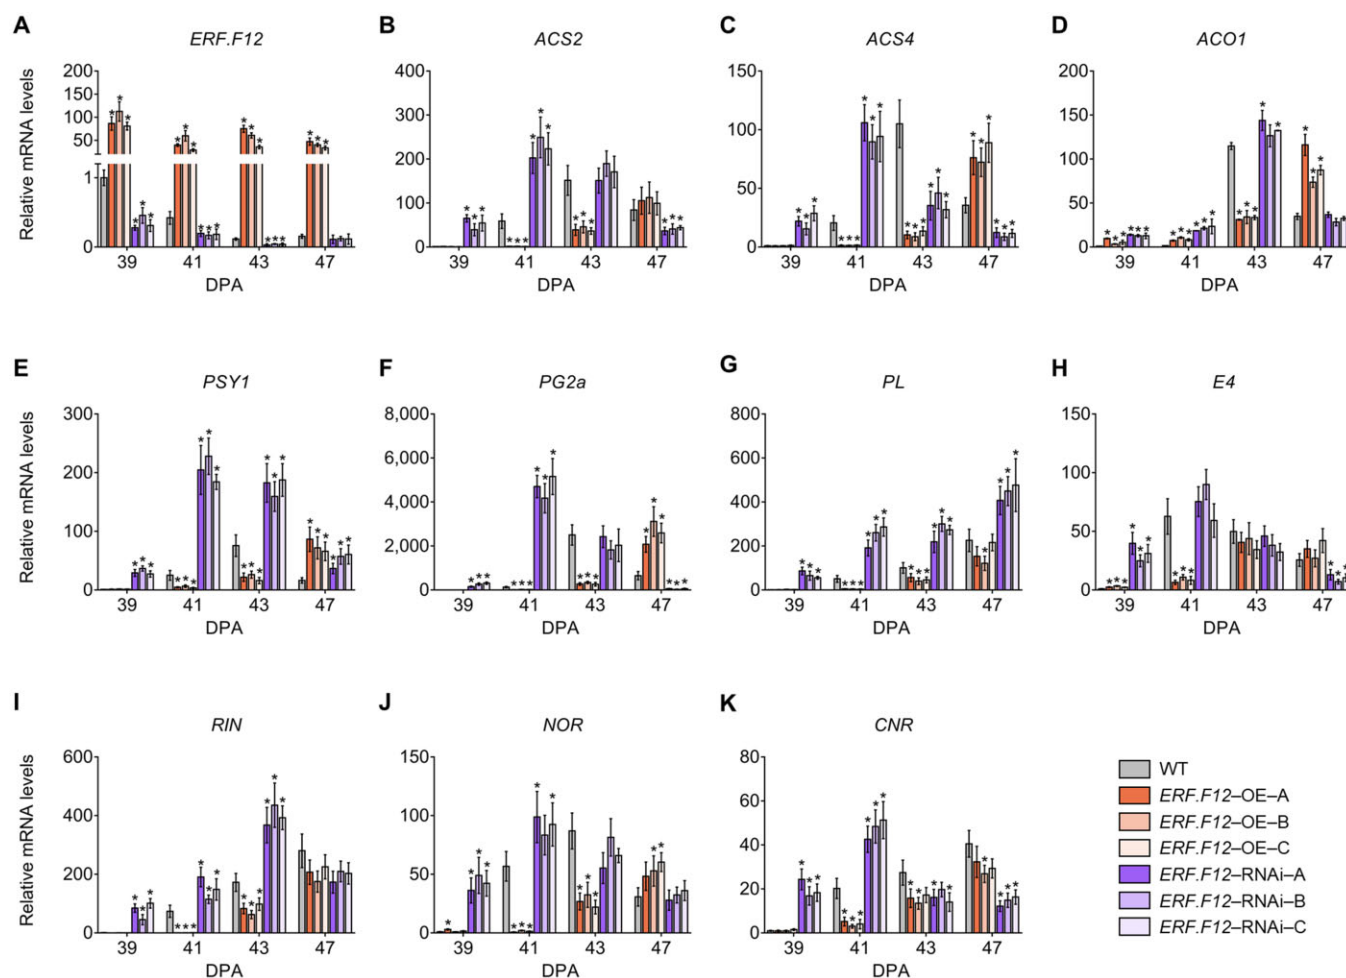 A
ERF.F12
Relative mRNA levels
200
150
100
50
1
0
* * * * * * * * * * * * * * * * * * * * *
39 41 43 47
DPA
B
ACS2
400
300
200
100
0
39 41 43 47
DPA
C
ACS4
150
100
50
0
39 41 43 47
DPA
D
ACO1
200
150
100
50
0
39 41 43 47
DPA
E
PSY1
Relative mRNA levels
300
200
100
0
39 41 43 47
DPA
F
PG2a
8,000
6,000
4,000
2,000
0
39 41 43 47
DPA
G
PL
800
600
400
200
0
39 41 43 47
DPA
H
E4
150
100
50
0
39 41 43 47
DPA
I
RIN
Relative mRNA levels
600
400
200
0
39 41 43 47
DPA
J
NOR
150
100
50
0
39 41 43 47
DPA
K
CNR
80
60
40
20
0
39 41 43 47
DPA
WT
ERF.F12–OE–A
ERF.F12–OE–B
ERF.F12–OE–C
ERF.F12–RNAi–A
ERF.F12–RNAi–B
ERF.F12–RNAi–C